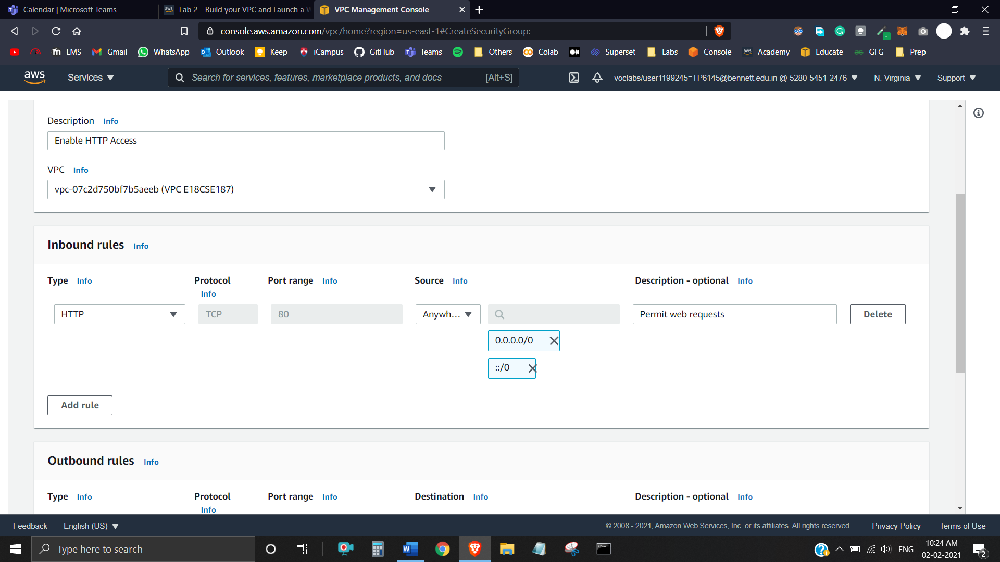 Calendar | Microsoft Teams
aws Lab 2 - Build your VPC and Launch a W
VPC Management Console
console.aws.amazon.com/vpc/home?region=us-east-1#CreateSecurityGroup:
LMS Gmail WhatsApp Outlook Keep iCampus GitHub Teams Others Colab Superset Labs Console aws Academy Educate GFG Prep
aws Services Search for services, features, marketplace products, and docs [Alt+S] voclabs/user1199245=TP6145@bennett.edu.in @ 5280-5451-2476 N. Virginia Support
Description Info
Enable HTTP Access
VPC Info
vpc-07c2d750bf7b5aeeb (VPC E18CSE187)
Inbound rules Info
Type Info Protocol Info Port range Info Source Info Description - optional Info
HTTP TCP 80 Anywh... Permit web requests Delete
0.0.0.0/0
::/0
Add rule
Outbound rules Info
Type Info Protocol Info Port range Info Destination Info Description - optional Info
Feedback English (US) © 2008 - 2021, Amazon Web Services, Inc. or its affiliates. All rights reserved. Privacy Policy Terms of Use
Type here to search ENG 10:24 AM
02-02-2021 2